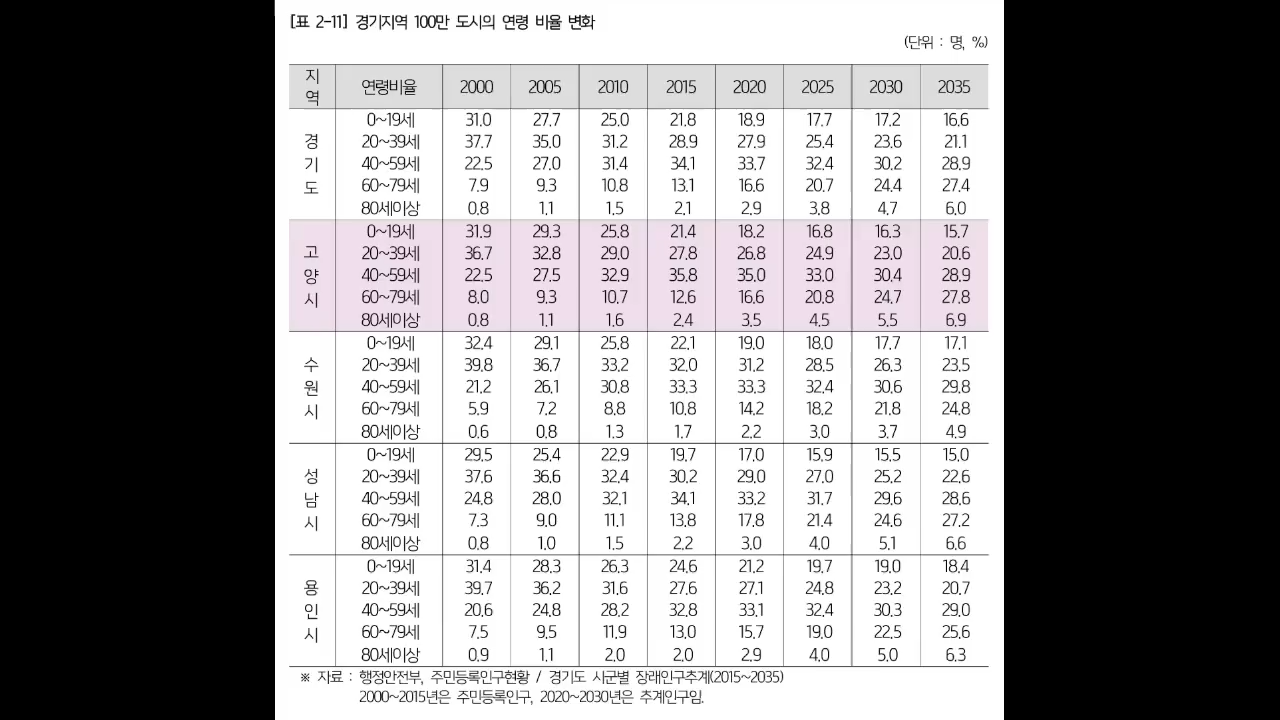 [표 2-11] 경기지역 100만 도시의 연령 비율 변화
(단위 : 명, %)
지역 연령비율 2000 2005 2010 2015 2020 2025 2030 2035
경기도 0~19세 31.0 27.7 25.0 21.8 18.9 17.7 17.2 16.6
20~39세 37.7 35.0 31.2 28.9 27.9 25.4 23.6 21.1
40~59세 22.5 27.0 31.4 34.1 33.7 32.4 30.2 28.9
60~79세 7.9 9.3 10.8 13.1 16.6 20.7 24.4 27.4
80세이상 0.8 1.1 1.5 2.1 2.9 3.8 4.7 6.0
고양시 0~19세 31.9 29.3 25.8 21.4 18.2 16.8 16.3 15.7
20~39세 36.7 32.8 29.0 27.8 26.8 24.9 23.0 20.6
40~59세 22.5 27.5 32.9 35.8 35.0 33.0 30.4 28.9
60~79세 8.0 9.3 10.7 12.6 16.6 20.8 24.7 27.8
80세이상 0.8 1.1 1.6 2.4 3.5 4.5 5.5 6.9
수원시 0~19세 32.4 29.1 25.8 22.1 19.0 18.0 17.7 17.1
20~39세 39.8 36.7 33.2 32.0 31.2 28.5 26.3 23.5
40~59세 21.2 26.1 30.8 33.3 33.3 32.4 30.6 29.8
60~79세 5.9 7.2 8.8 10.8 14.2 18.2 21.8 24.8
80세이상 0.6 0.8 1.3 1.7 2.2 3.0 3.7 4.9
성남시 0~19세 29.5 25.4 22.9 19.7 17.0 15.9 15.5 15.0
20~39세 37.6 36.6 32.4 30.2 29.0 27.0 25.2 22.6
40~59세 24.8 28.0 32.1 34.1 33.2 31.7 29.6 28.6
60~79세 7.3 9.0 11.1 13.8 17.8 21.4 24.6 27.2
80세이상 0.8 1.0 1.5 2.2 3.0 4.0 5.1 6.6
용인시 0~19세 31.4 28.3 26.3 24.6 21.2 19.7 19.0 18.4
20~39세 39.7 36.2 31.6 27.6 27.1 24.8 23.2 20.7
40~59세 20.6 24.8 28.2 32.8 33.1 32.4 30.3 29.0
60~79세 7.5 9.5 11.9 13.0 15.7 19.0 22.5 25.6
80세이상 0.9 1.1 2.0 2.0 2.9 4.0 5.0 6.3
※ 자료 : 행정안전부, 주민등록인구현황 / 경기도 시군별 장래인구추계(2015~2035)
2000~2015년은 주민등록인구, 2020~2030년은 추계인구임.